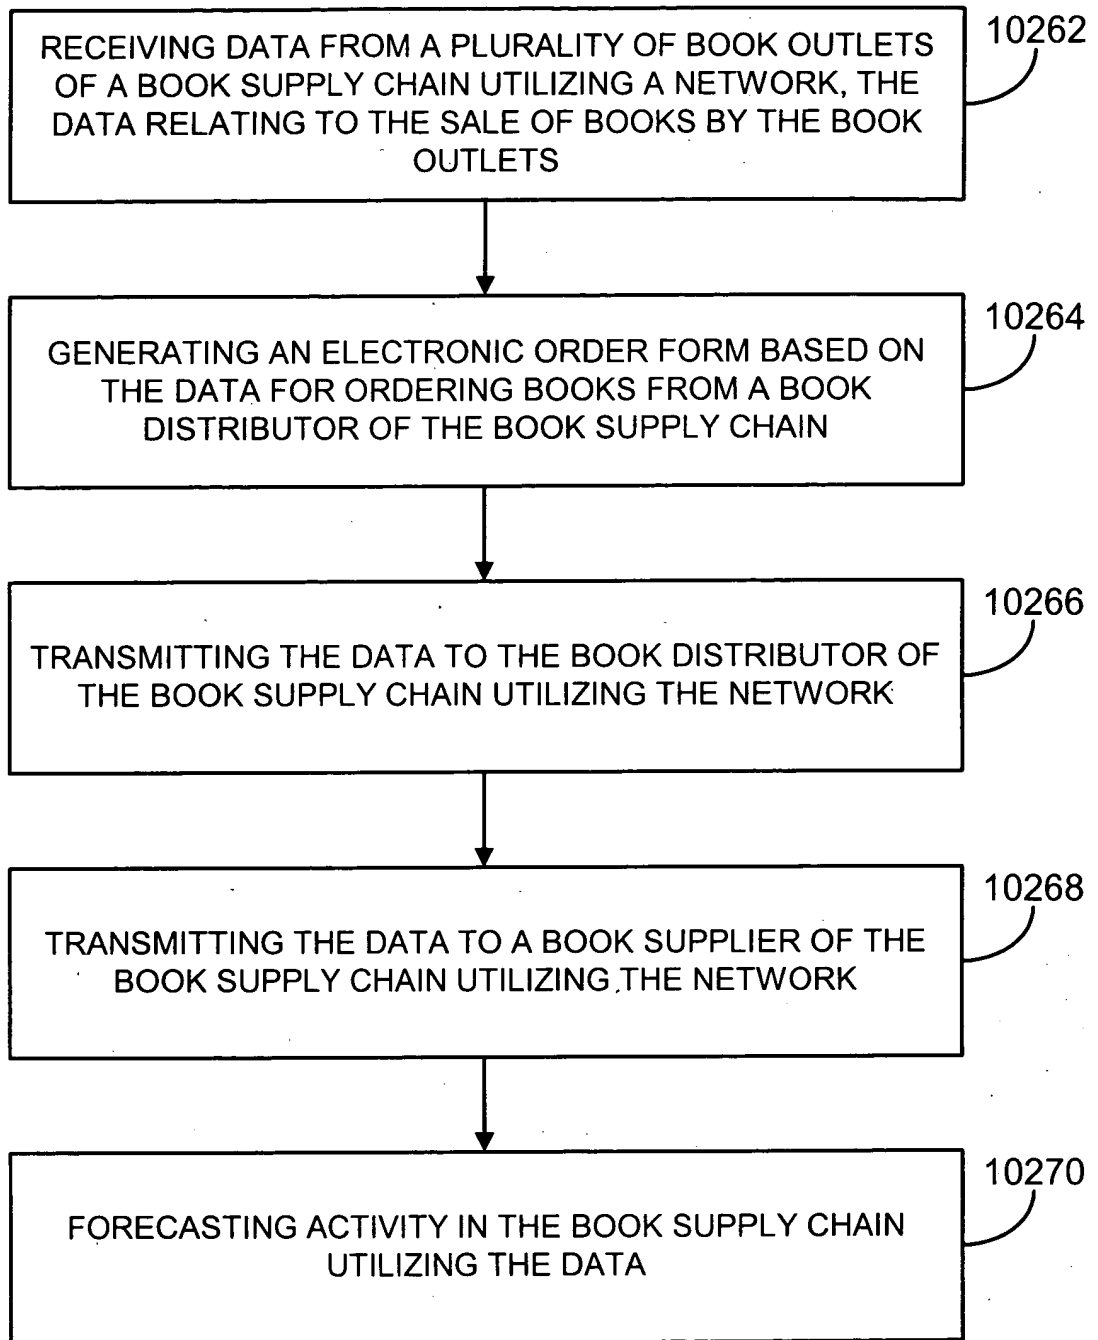 RECEIVING DATA FROM A PLURALITY OF BOOK OUTLETS
OF A BOOK SUPPLY CHAIN UTILIZING A NETWORK, THE
DATA RELATING TO THE SALE OF BOOKS BY THE BOOK
OUTLETS
10262
GENERATING AN ELECTRONIC ORDER FORM BASED ON
THE DATA FOR ORDERING BOOKS FROM A BOOK
DISTRIBUTOR OF THE BOOK SUPPLY CHAIN
10264
TRANSMITTING THE DATA TO THE BOOK DISTRIBUTOR OF
THE BOOK SUPPLY CHAIN UTILIZING THE NETWORK
10266
TRANSMITTING THE DATA TO A BOOK SUPPLIER OF THE
BOOK SUPPLY CHAIN UTILIZING THE NETWORK
10268
FORECASTING ACTIVITY IN THE BOOK SUPPLY CHAIN
UTILIZING THE DATA
10270